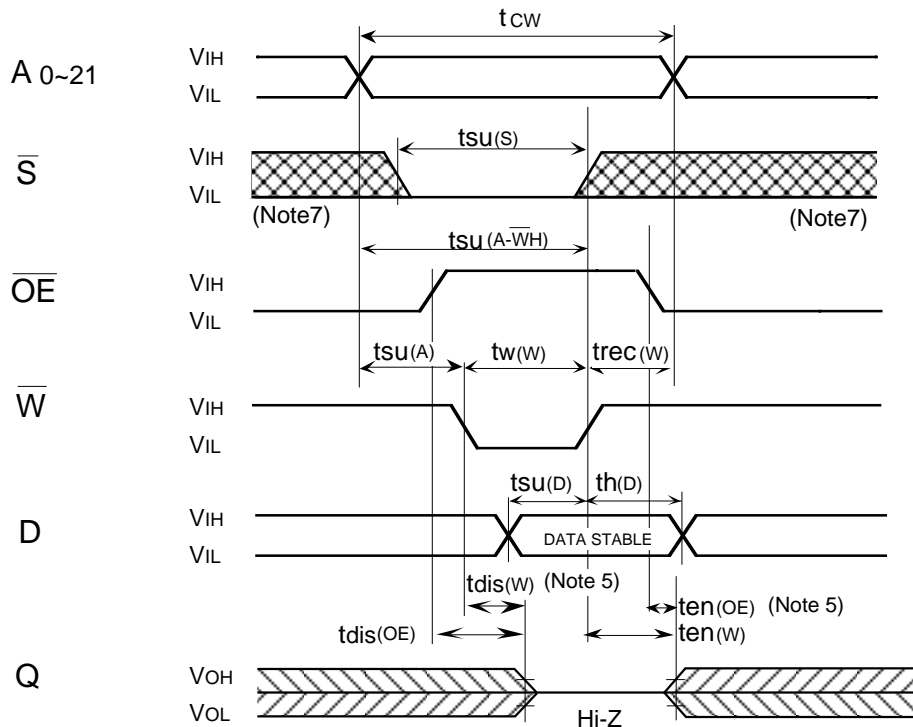 tCW
A 0~21 VIH
VIL
tsu(S)
S VIH
VIL
(Note7) (Note7)
tsu(A-WH)
OE VIH
VIL
tsu(A) tw(W) trec(W)
W VIH
VIL
tsu(D) th(D)
D VIH
VIL
DATA STABLE
tdis(W) (Note 5) ten(OE) (Note 5)
tdis(OE) ten(W)
Q VOH
VOL
Hi-Z